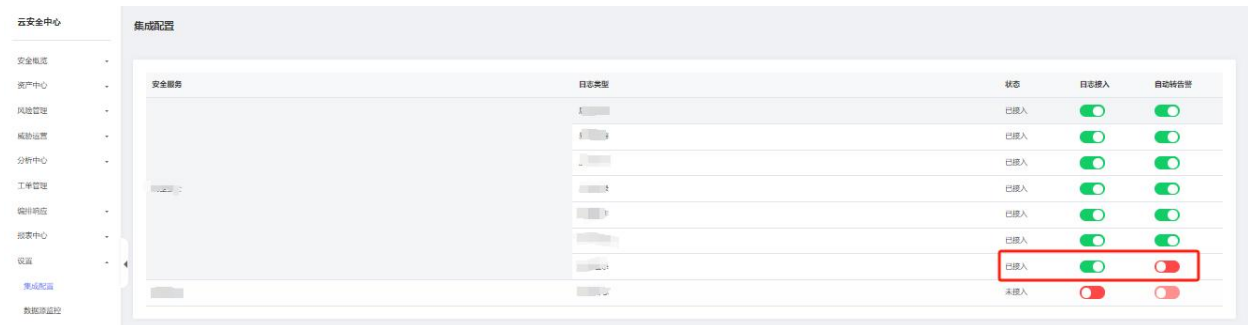 云安全中心
集成配置
安全概览
资产中心
风险管理
威胁运营
分析中心
工单管理
编排响应
报表中心
设置
集成配置
数据源监控
安全服务 日志类型 状态 日志接入 自动转告警
已接入
已接入
已接入
已接入
已接入
已接入
已接入
未接入